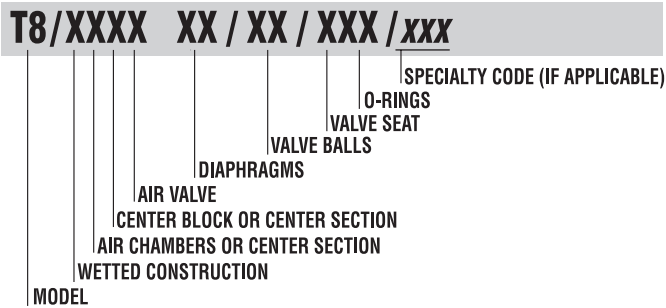 T8/XXXX XX / XX / XXX / XXX
SPECIALTY CODE (IF APPLICABLE)
O-RINGS
VALVE SEAT
VALVE BALLS
DIAPHRAGMS
AIR VALVE
CENTER BLOCK OR CENTER SECTION
AIR CHAMBERS OR CENTER SECTION
WETTED CONSTRUCTION
MODEL